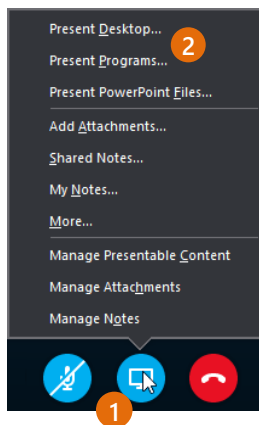 Present Desktop...
2
Present Programs...
Present PowerPoint Files...
Add Attachments...
Shared Notes...
My Notes...
More...
Manage Presentable Content
Manage Attachments
Manage Notes
1